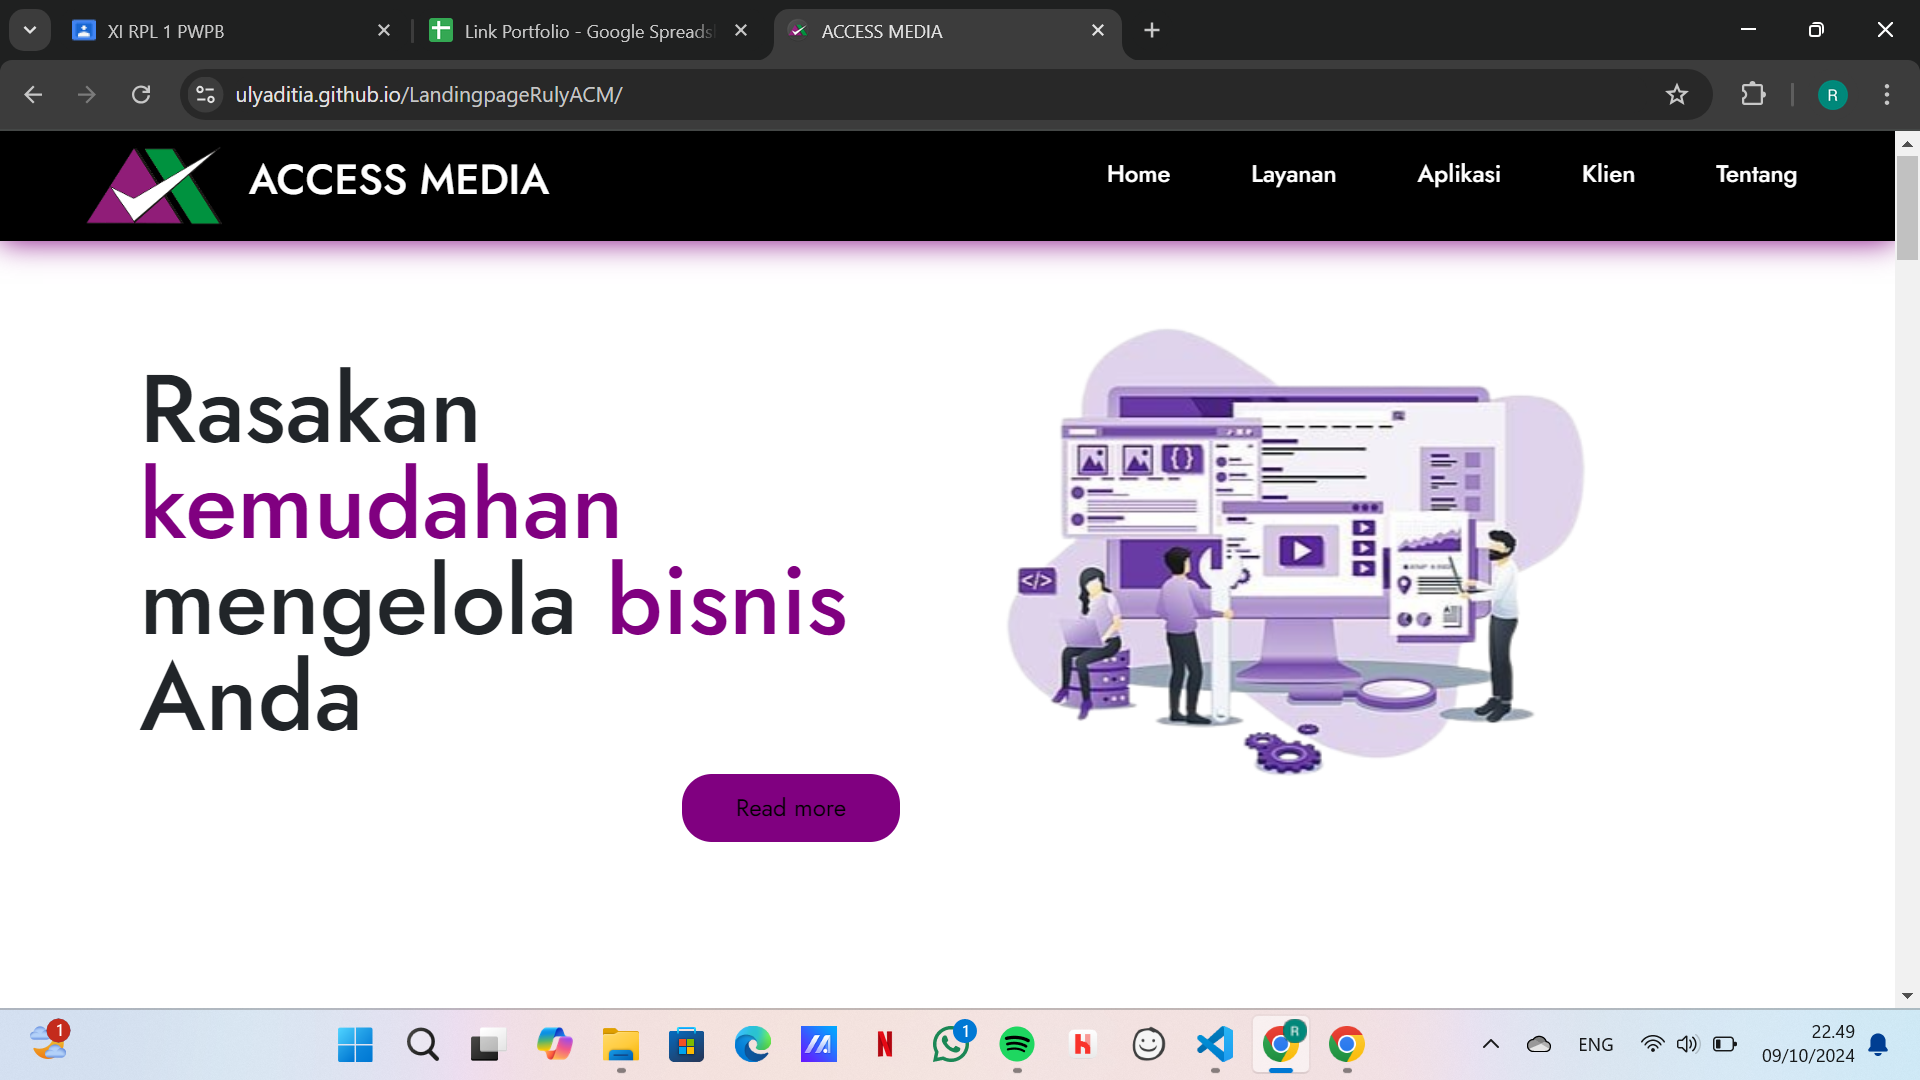 XI RPL 1 PWPB
Link Portfolio - Google Spreads
ACCESS MEDIA
ulyaditia.github.io/LandingpageRulyACM/
R
ACCESS MEDIA
Home
Layanan
Aplikasi
Klien
Tentang
Rasakan
kemudahan
mengelola bisnis
Anda
{}
</>
Read more
1
1
R
ENG
22.49
09/10/2024